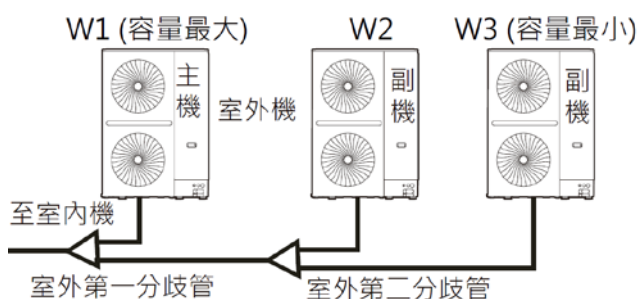 W1 (容量最大)
W2
W3 (容量最小)
主機
室外機
副機
副機
至室內機
室外第一分歧管
室外第二分歧管